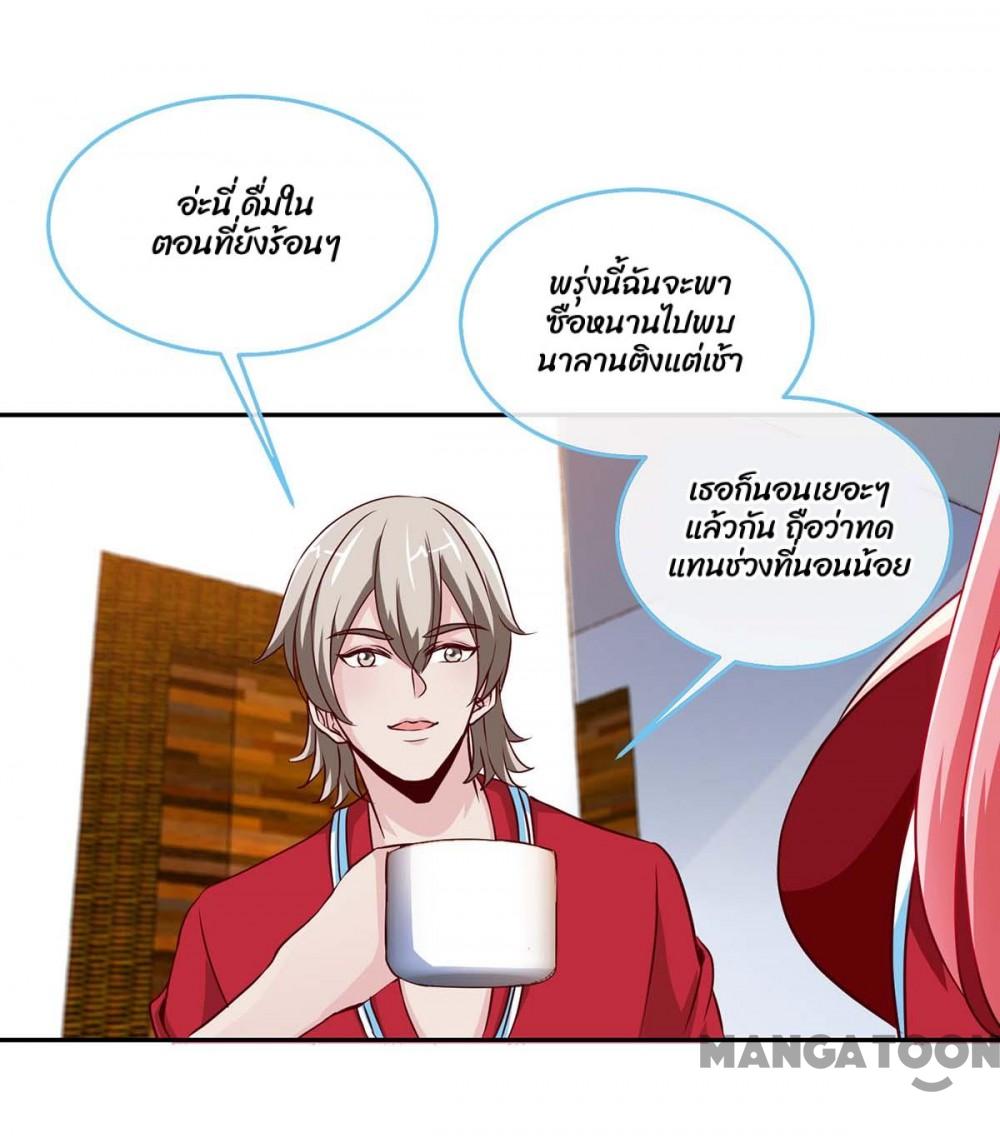 อ่ะนี่ ดื่มใน
ตอนที่ยังร้อนๆ
พรุ่งนี้ฉันจะพา
ซือหนานไปพบ
นาลานติงแต่เช้า
เธอก็นอนเยอะๆ
แล้วกัน ถือว่าทด
แทนช่วงที่นอนน้อย
MANGATOON